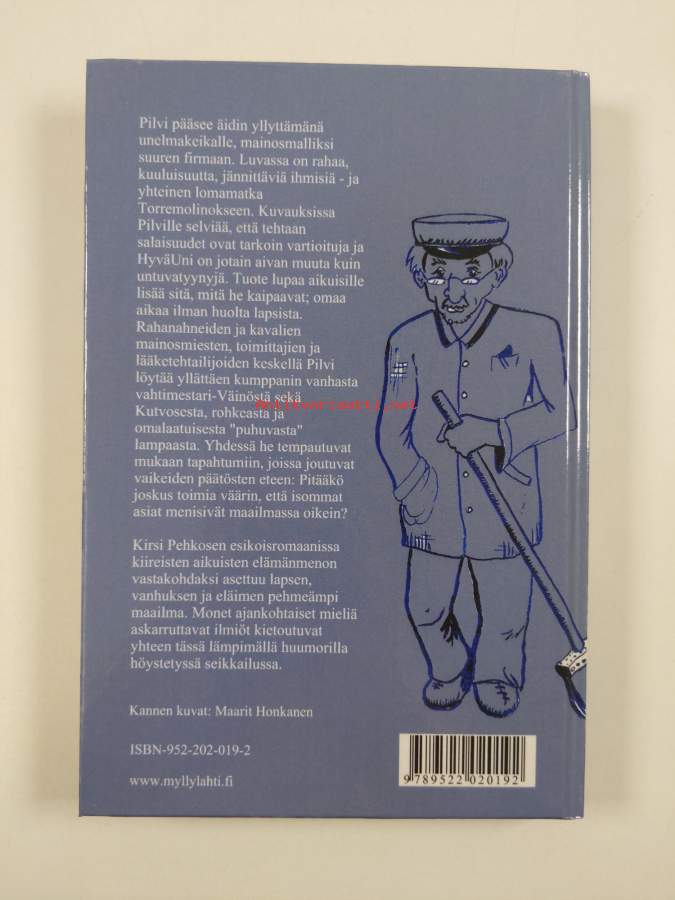 Pilvi pääsee äidin yllyttämänä
unelmakeikalle, mainosmalliksi
suuren firmaan. Luvassa on rahaa,
kuuluisuutta, jännittäviä ihmisiä - ja
yhteinen lomamatka
Torremolinokseen. Kuvauksissa
Pilville selviää, että tehtaan
salaisuudet ovat tarkoin vartioituja ja
HyväUni on jotain aivan muuta kuin
untuvatyynyjä. Tuote lupaa aikuisille
lisää sitä, mitä he kaipaavat; omaa
aikaa ilman huolta lapsista.
Rahanahneiden ja kavalien
mainosmiesten, toimittajien ja
lääketehtailijoiden keskellä Pilvi
löytää yllättäen kumppanin vanhasta
vahtimestari-Väinöstä sekä
Kutvosesta, rohkeasta ja
omalaatuisesta "puhuvasta"
lampaasta. Yhdessä he tempautuvat
mukaan tapahtumiin, joissa joutuvat
vaikeiden päätösten eteen: Pitääkö
joskus toimia väärin, että isommat
asiat menisivät maailmassa oikein?
Kirsi Pehkosen esikoisromaanissa
kiireisten aikuisten elämänmenon
vastakohdaksi asettuu lapsen,
vanhuksen ja eläimen pehmeämpi
maailma. Monet ajankohtaiset mieliä
askarruttavat ilmiöt kietoutuvat
yhteen tässä lämpimällä huumorilla
höystetyssä seikkailussa.
Kannen kuvat: Maarit Honkanen
ISBN-952-202-019-2
www.myllylahti.fi
9 789522 020192